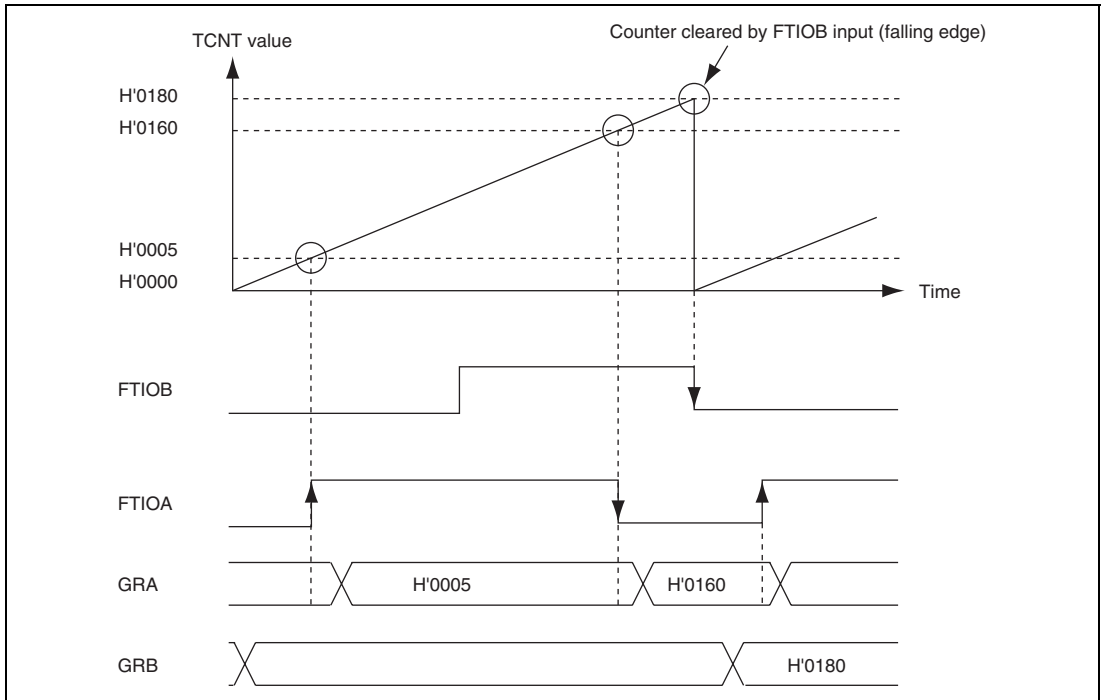 Counter cleared by FTIOB input (falling edge)
TCNT value
H'0180
H'0160
H'0005
H'0000
Time
FTIOB
FTIOA
GRA
H'0005
H'0160
GRB
H'0180